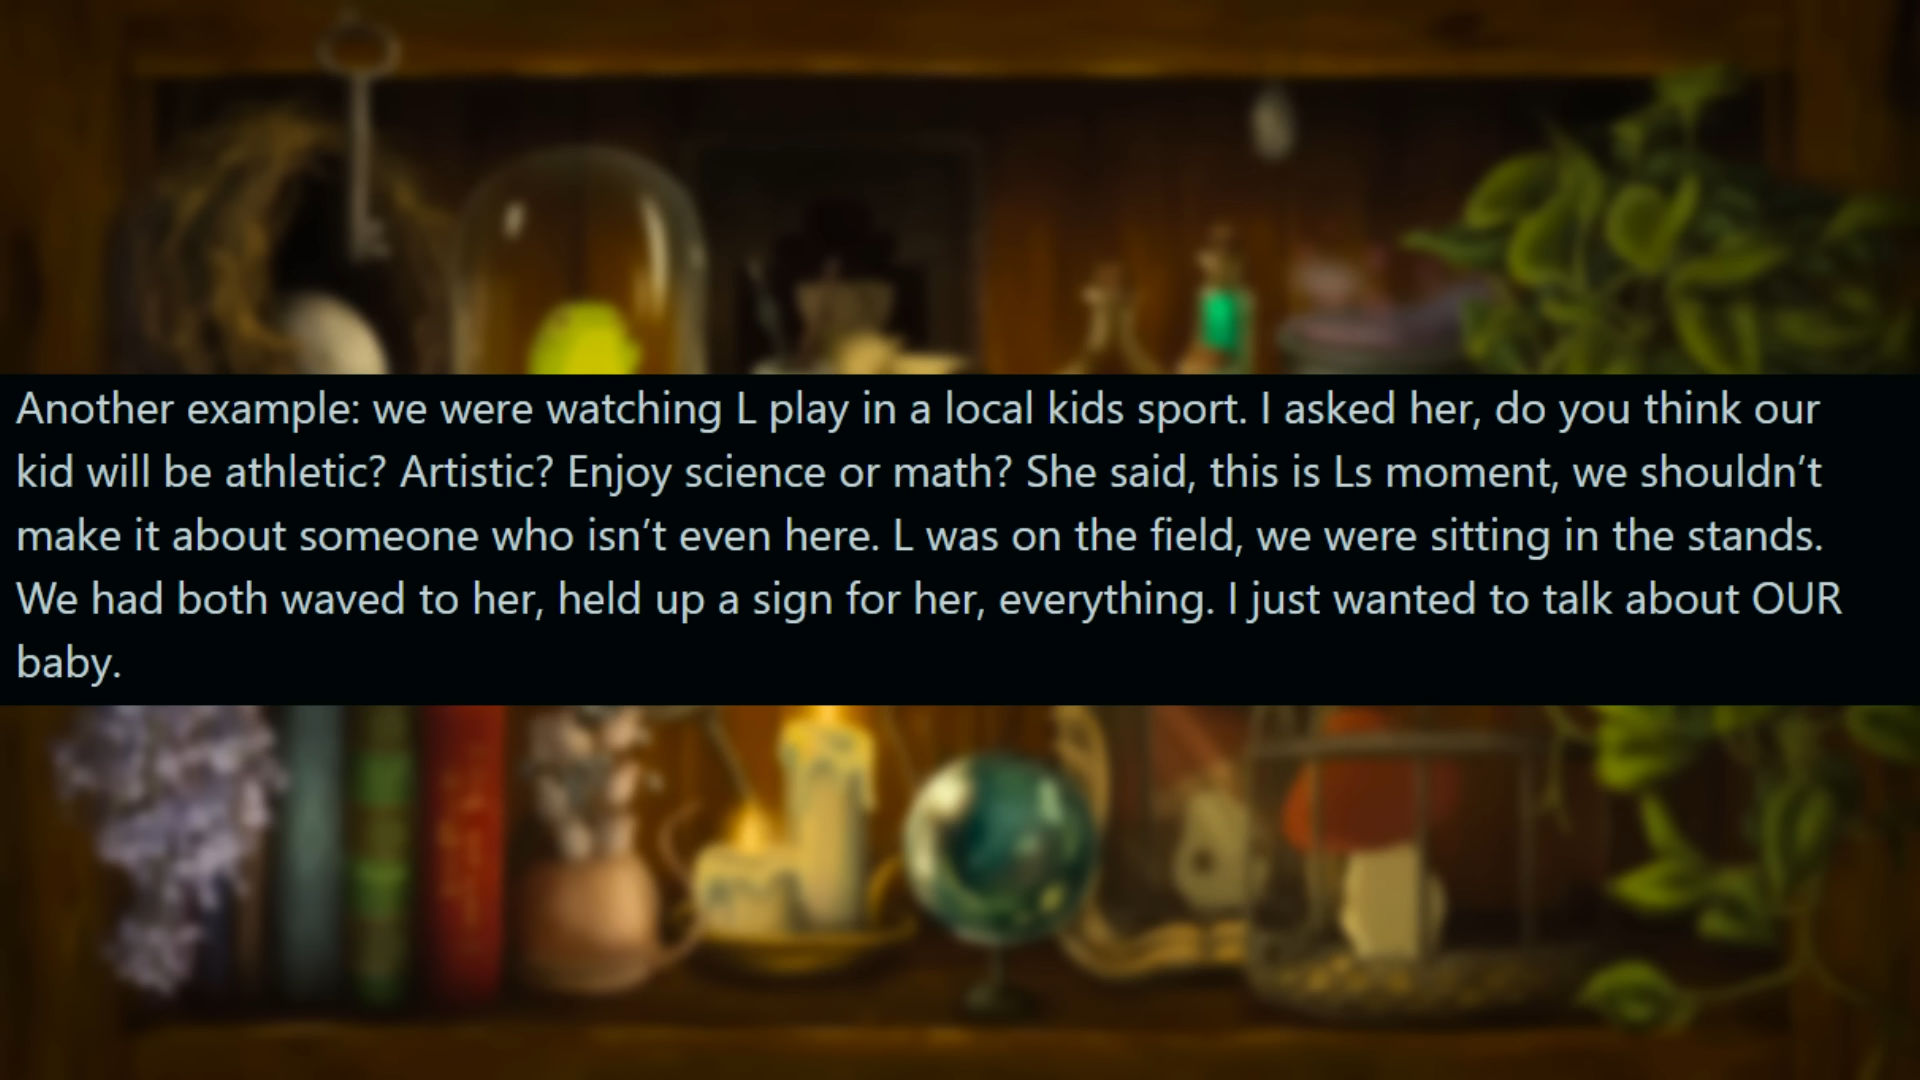 Another example: we were watching L play in a local kids sport. I asked her, do you think our
kid will be athletic? Artistic? Enjoy science or math? She said, this is Ls moment, we shouldn’t
make it about someone who isn’t even here. L was on the field, we were sitting in the stands.
We had both waved to her, held up a sign for her, everything. I just wanted to talk about OUR
baby.